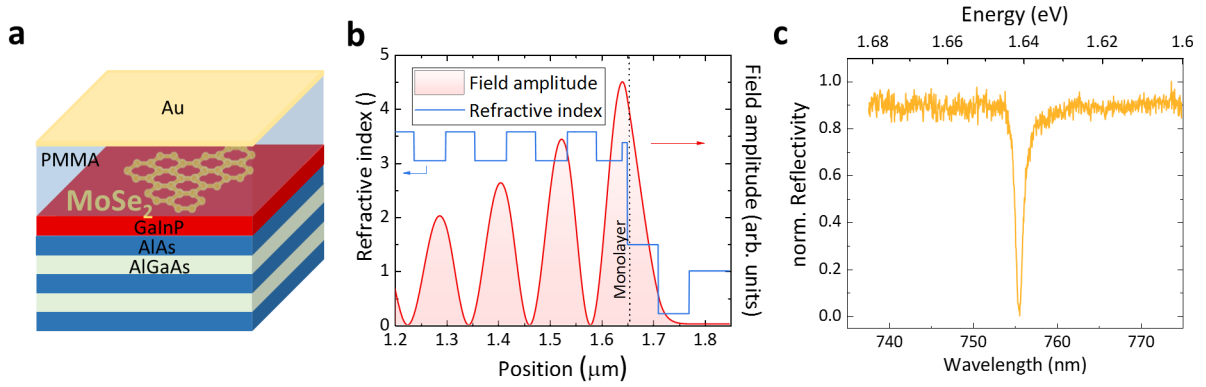 a
Au
PMMA
MoSe2
GaInP
AlAs
AlGaAs
b
5
4
3
2
1
0
Refractive index ()
Field amplitude
Refractive index
Monolayer
Field amplitude (arb. units)
1.2 1.3 1.4 1.5 1.6 1.7 1.8
Position (μm)
c
Energy (eV)
1.68 1.66 1.64 1.62 1.6
1.0
0.8
0.6
0.4
0.2
0.0
norm. Reflectivity
740 750 760 770
Wavelength (nm)